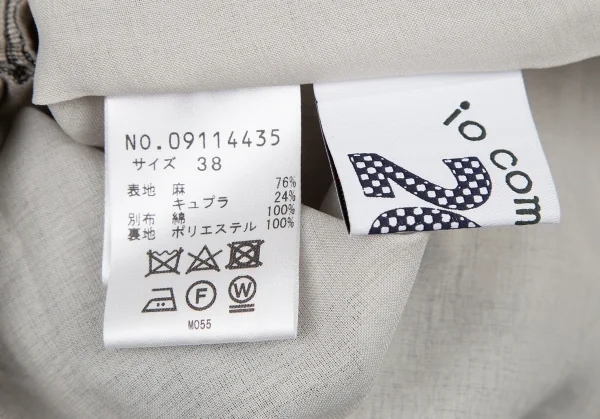 NO.09114435
サイズ 38
表地 麻 76%
キュプラ 24%
別布 綿 100%
裏地 ポリエステル 100%
F
W
M055
io com
20